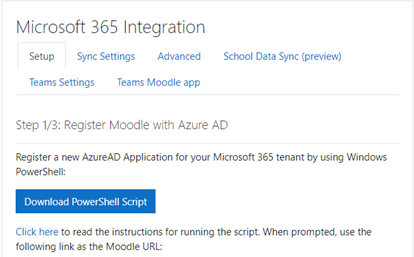 Microsoft 365 Integration
Setup Sync Settings Advanced School Data Sync (preview)
Teams Settings Teams Moodle app
Step 1/3: Register Moodle with Azure AD
Register a new AzureAD Application for your Microsoft 365 tenant by using Windows
PowerShell:
Download PowerShell Script
Click here to read the instructions for running the script. When prompted, use the
following link as the Moodle URL: